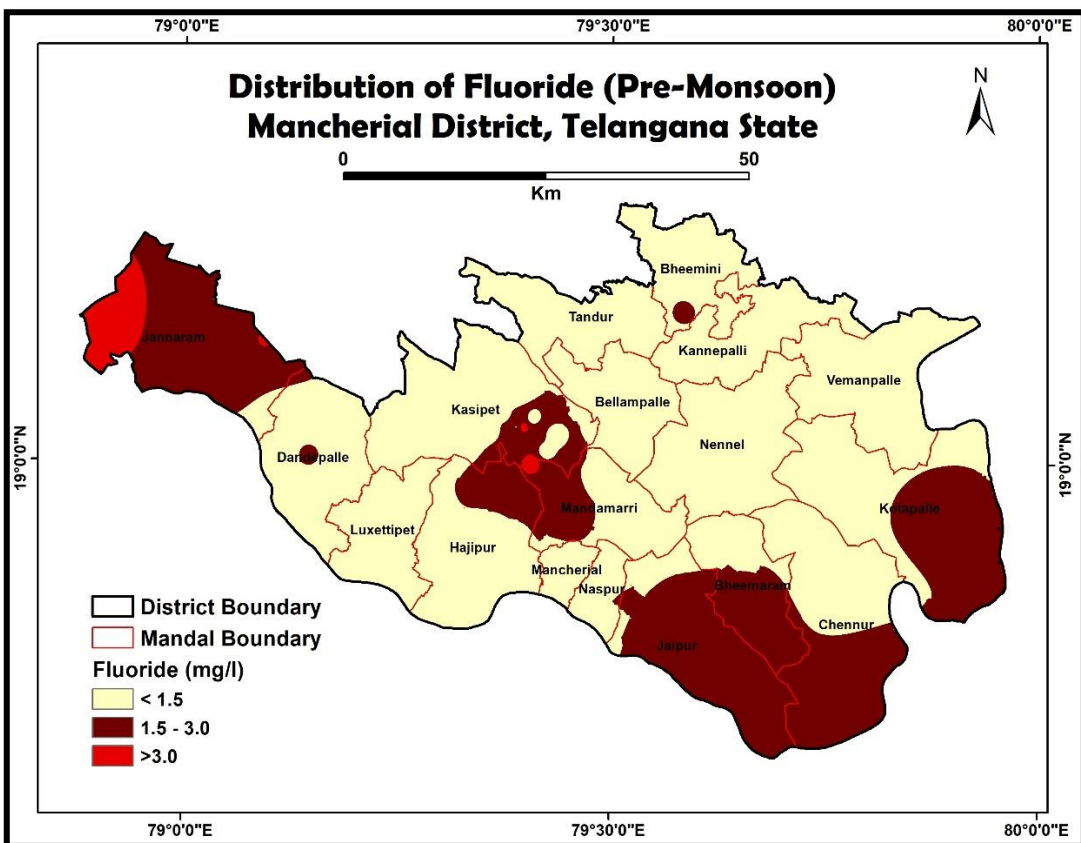 79°0'0"E
79°30'0"E
80°0'0"E
Distribution of Fluoride (Pre-Monsoon)
Mancherial District, Telangana State
N
0
50
Km
Bheemini
Tandur
Jannaram
Kannepalli
Vemanpalle
Bellampalle
Kasipet
Nennel
19°0'0"N
19°0'0"N
Dandepalle
Mandamarri
Kotapalle
Luxettipet
Hajipur
Mancherial
Naspur
Bheemaram
Chennur
Jaipur
District Boundary
Mandal Boundary
Fluoride (mg/l)
< 1.5
1.5 - 3.0
>3.0
79°0'0"E
79°30'0"E
80°0'0"E